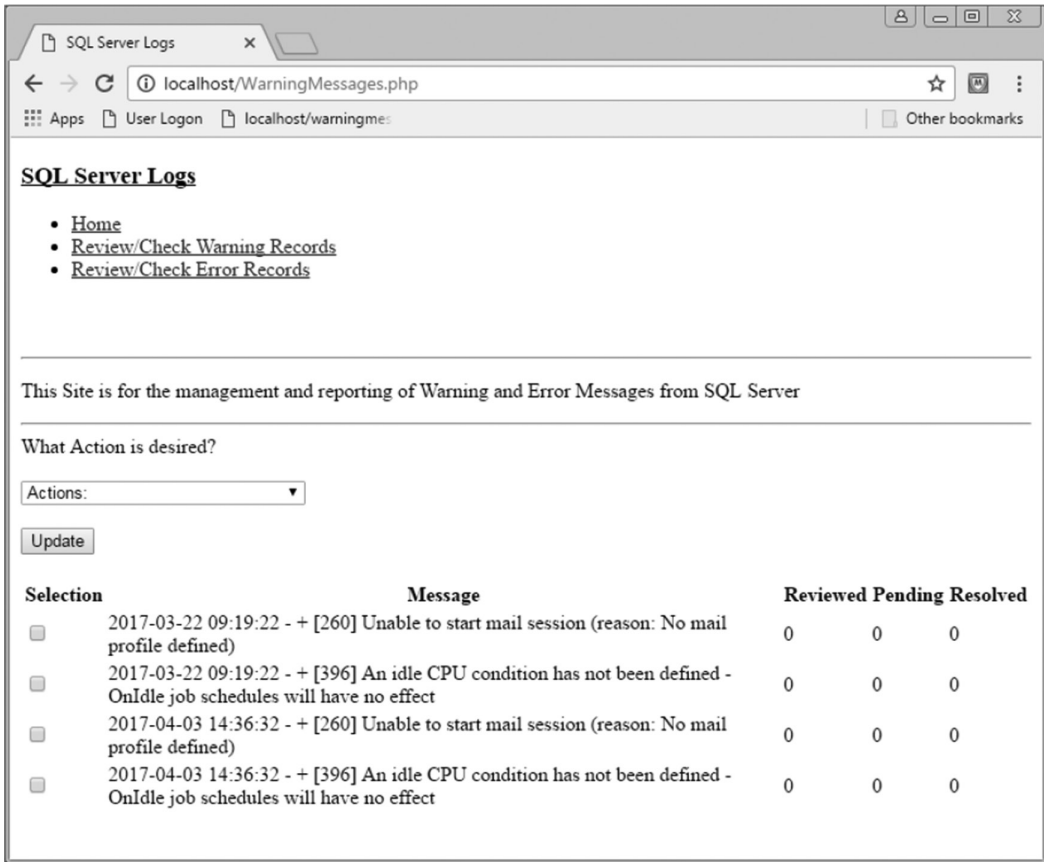 SQL Server Logs
localhost/WarningMessages.php
Apps User Logon localhost/warningmes Other bookmarks
SQL Server Logs
Home
Review/Check Warning Records
Review/Check Error Records
This Site is for the management and reporting of Warning and Error Messages from SQL Server
What Action is desired?
Actions:
Update
Selection Message Reviewed Pending Resolved
2017-03-22 09:19:22 - + [260] Unable to start mail session (reason: No mail
profile defined) 0 0 0
2017-03-22 09:19:22 - + [396] An idle CPU condition has not been defined -
OnIdle job schedules will have no effect 0 0 0
2017-04-03 14:36:32 - + [260] Unable to start mail session (reason: No mail
profile defined) 0 0 0
2017-04-03 14:36:32 - + [396] An idle CPU condition has not been defined -
OnIdle job schedules will have no effect 0 0 0